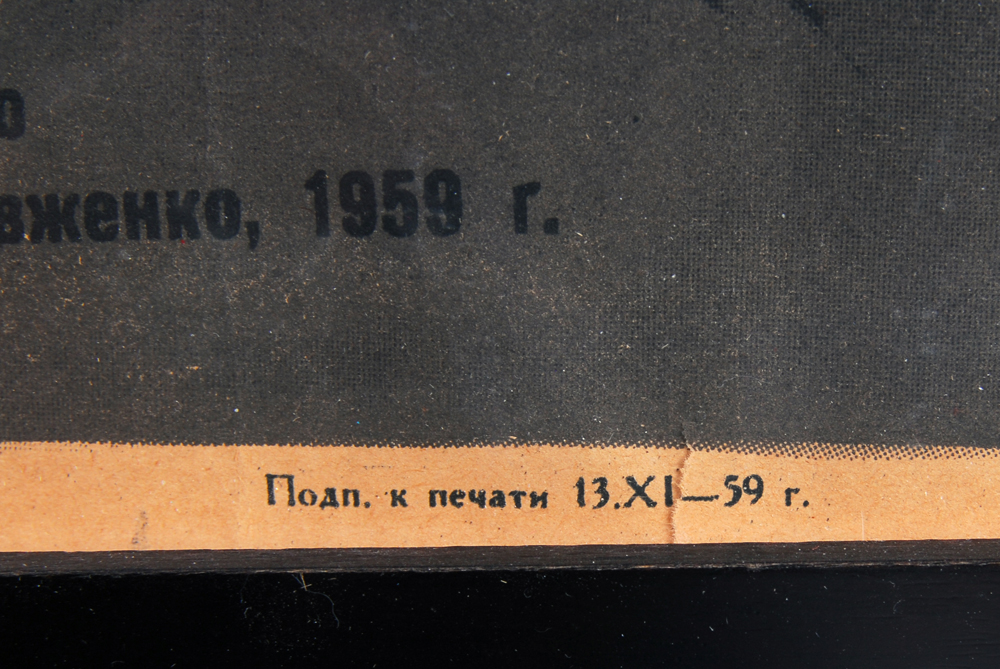 о
вженко, 1959 г.
Подп. к печати 13.XI—59 г.